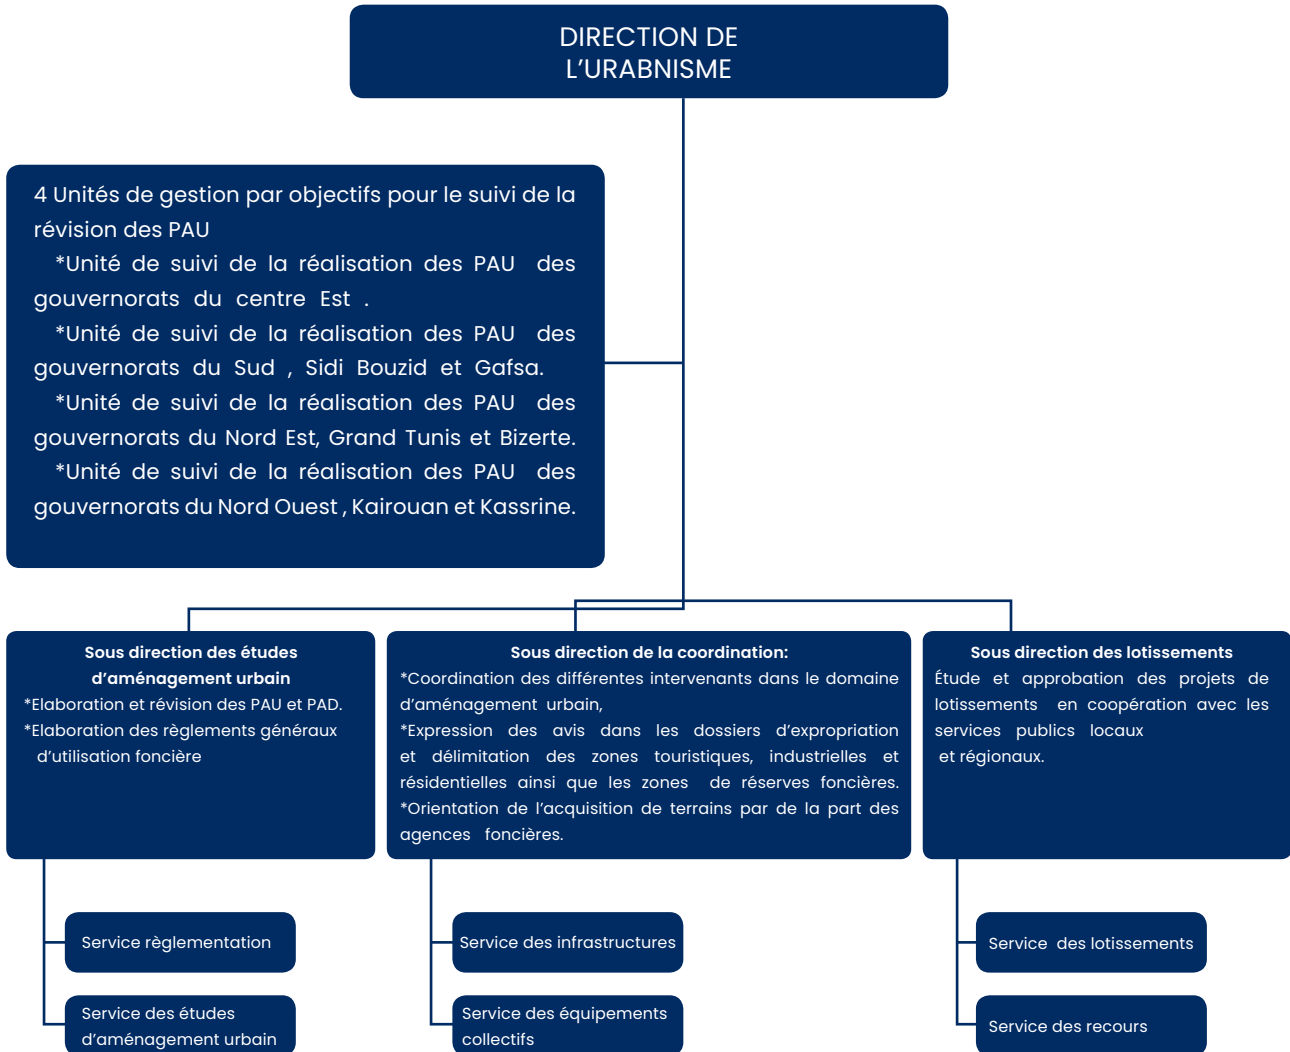 DIRECTION DE
L’URABNISME
4 Unités de gestion par objectifs pour le suivi de la
révision des PAU
*Unité de suivi de la réalisation des PAU des
gouvernorats du centre Est .
*Unité de suivi de la réalisation des PAU des
gouvernorats du Sud , Sidi Bouzid et Gafsa.
*Unité de suivi de la réalisation des PAU des
gouvernorats du Nord Est, Grand Tunis et Bizerte.
*Unité de suivi de la réalisation des PAU des
gouvernorats du Nord Ouest , Kairouan et Kassrine.
Sous direction des études
d’aménagement urbain
*Elaboration et révision des PAU et PAD.
*Elaboration des règlements généraux
d’utilisation foncière
Sous direction de la coordination:
*Coordination des différentes intervenants dans le domaine
d’aménagement urbain,
*Expression des avis dans les dossiers d’expropriation
et délimitation des zones touristiques, industrielles et
résidentielles ainsi que les zones de réserves foncières.
*Orientation de l’acquisition de terrains par de la part des
agences foncières.
Sous direction des lotissements
Étude et approbation des projets de
lotissements en coopération avec les
services publics locaux
et régionaux.
Service règlementation
Service des études
d’aménagement urbain
Service des infrastructures
Service des équipements
collectifs
Service des lotissements
Service des recours